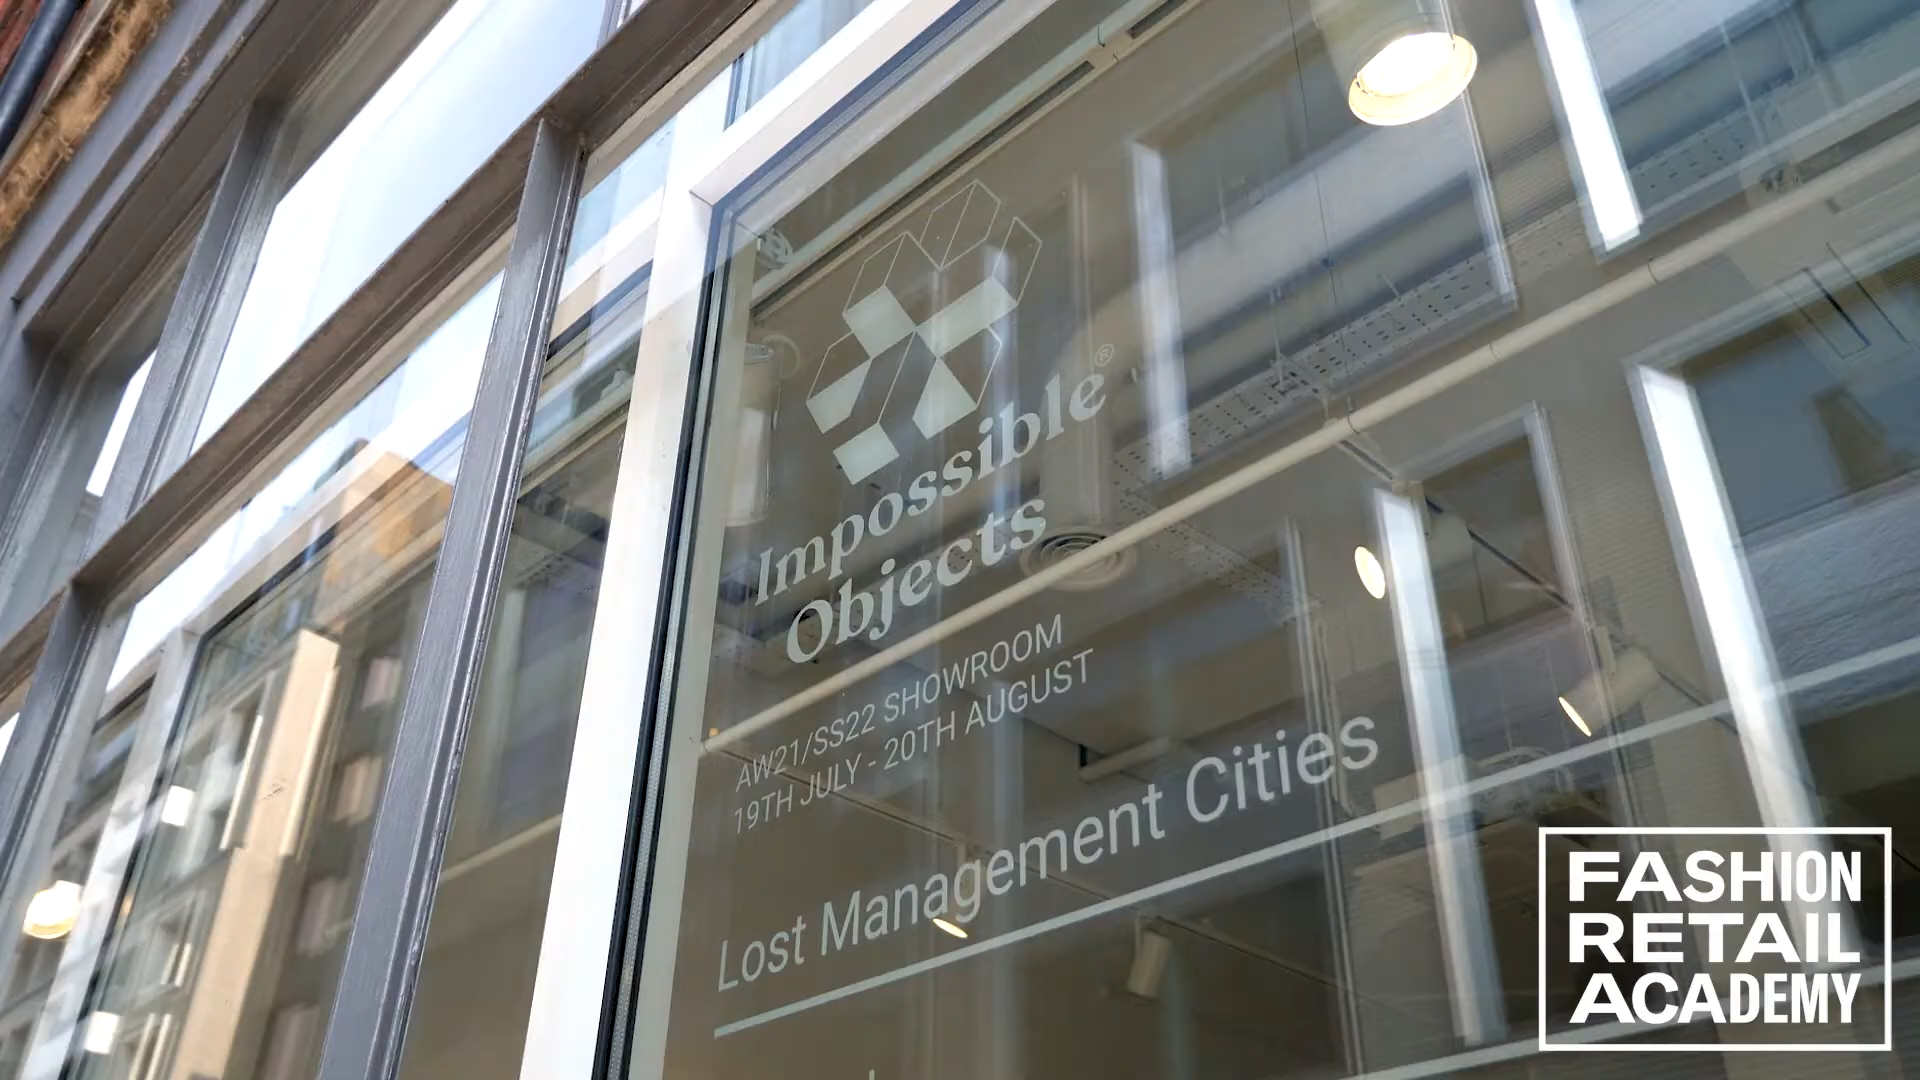 Impossible®
Objects
AW21/SS22 SHOWROOM
19TH JULY - 20TH AUGUST
Lost Management Cities
FASHION
RETAIL
ACADEMY